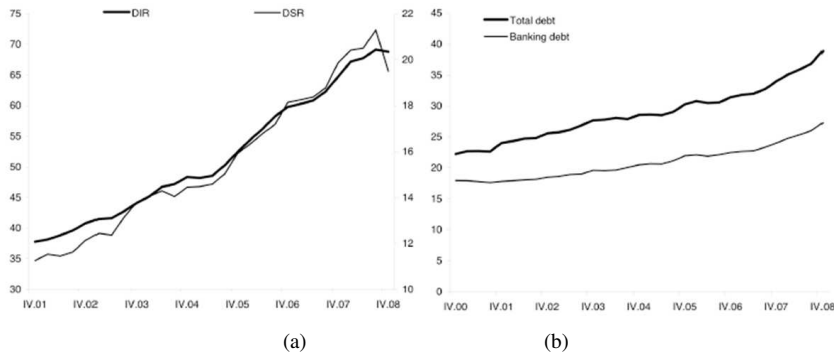 DIR
DSR
75
70
65
60
55
50
45
40
35
30
22
20
18
16
14
12
10
IV.01
IV.02
IV.03
IV.04
IV.05
IV.06
IV.07
IV.08
(a)
Total debt
Banking debt
45
40
35
30
25
20
15
10
5
0
IV.00
IV.01
IV.02
IV.03
IV.04
IV.05
IV.06
IV.07
IV.08
(b)